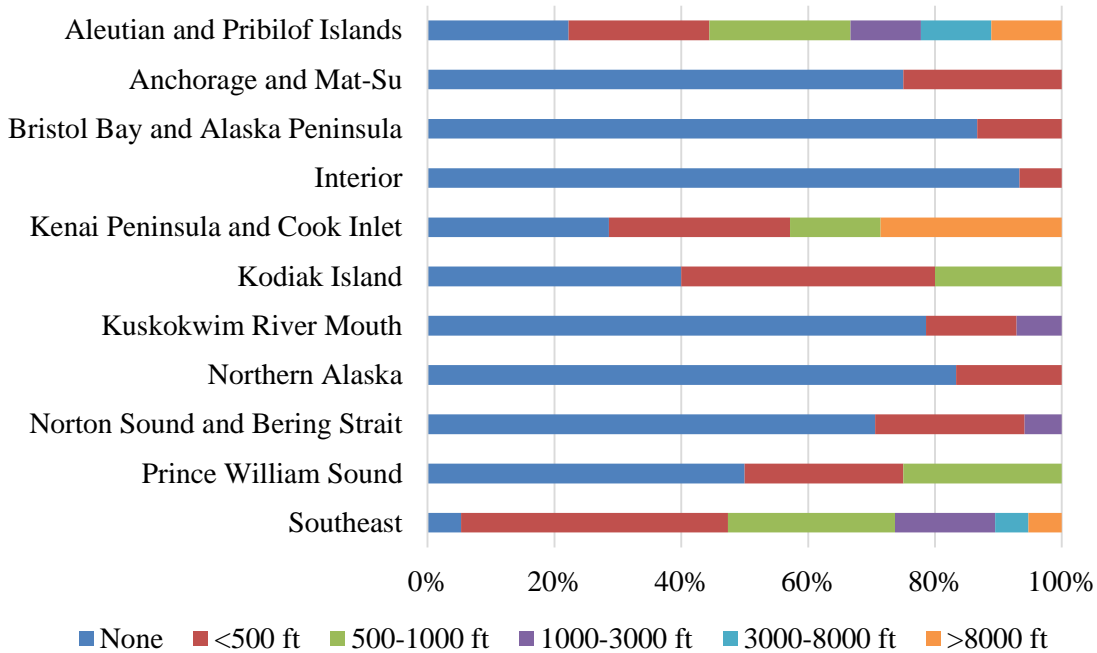 Aleutian and Pribilof Islands
Anchorage and Mat-Su
Bristol Bay and Alaska Peninsula
Interior
Kenai Peninsula and Cook Inlet
Kodiak Island
Kuskokwim River Mouth
Northern Alaska
Norton Sound and Bering Strait
Prince William Sound
Southeast
0% 20% 40% 60% 80% 100%
None <500 ft 500-1000 ft 1000-3000 ft 3000-8000 ft >8000 ft